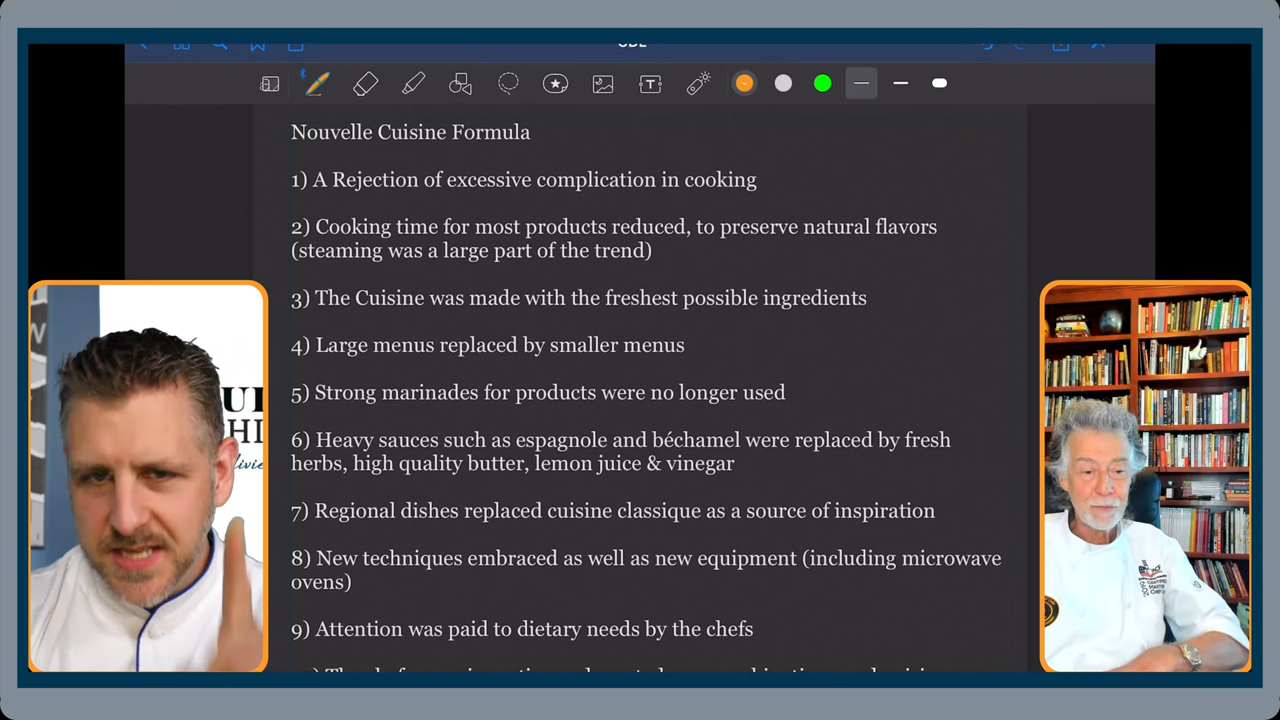 Nouvelle Cuisine Formula
1) A Rejection of excessive complication in cooking
2) Cooking time for most products reduced, to preserve natural flavors
(steaming was a large part of the trend)
3) The Cuisine was made with the freshest possible ingredients
4) Large menus replaced by smaller menus
5) Strong marinades for products were no longer used
6) Heavy sauces such as espagnole and béchamel were replaced by fresh
herbs, high quality butter, lemon juice & vinegar
7) Regional dishes replaced cuisine classique as a source of inspiration
8) New techniques embraced as well as new equipment (including microwave
ovens)
9) Attention was paid to dietary needs by the chefs